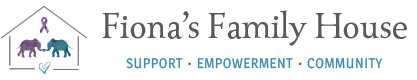 Fiona's Family House
SUPPORT · EMPOWERMENT · COMMUNITY